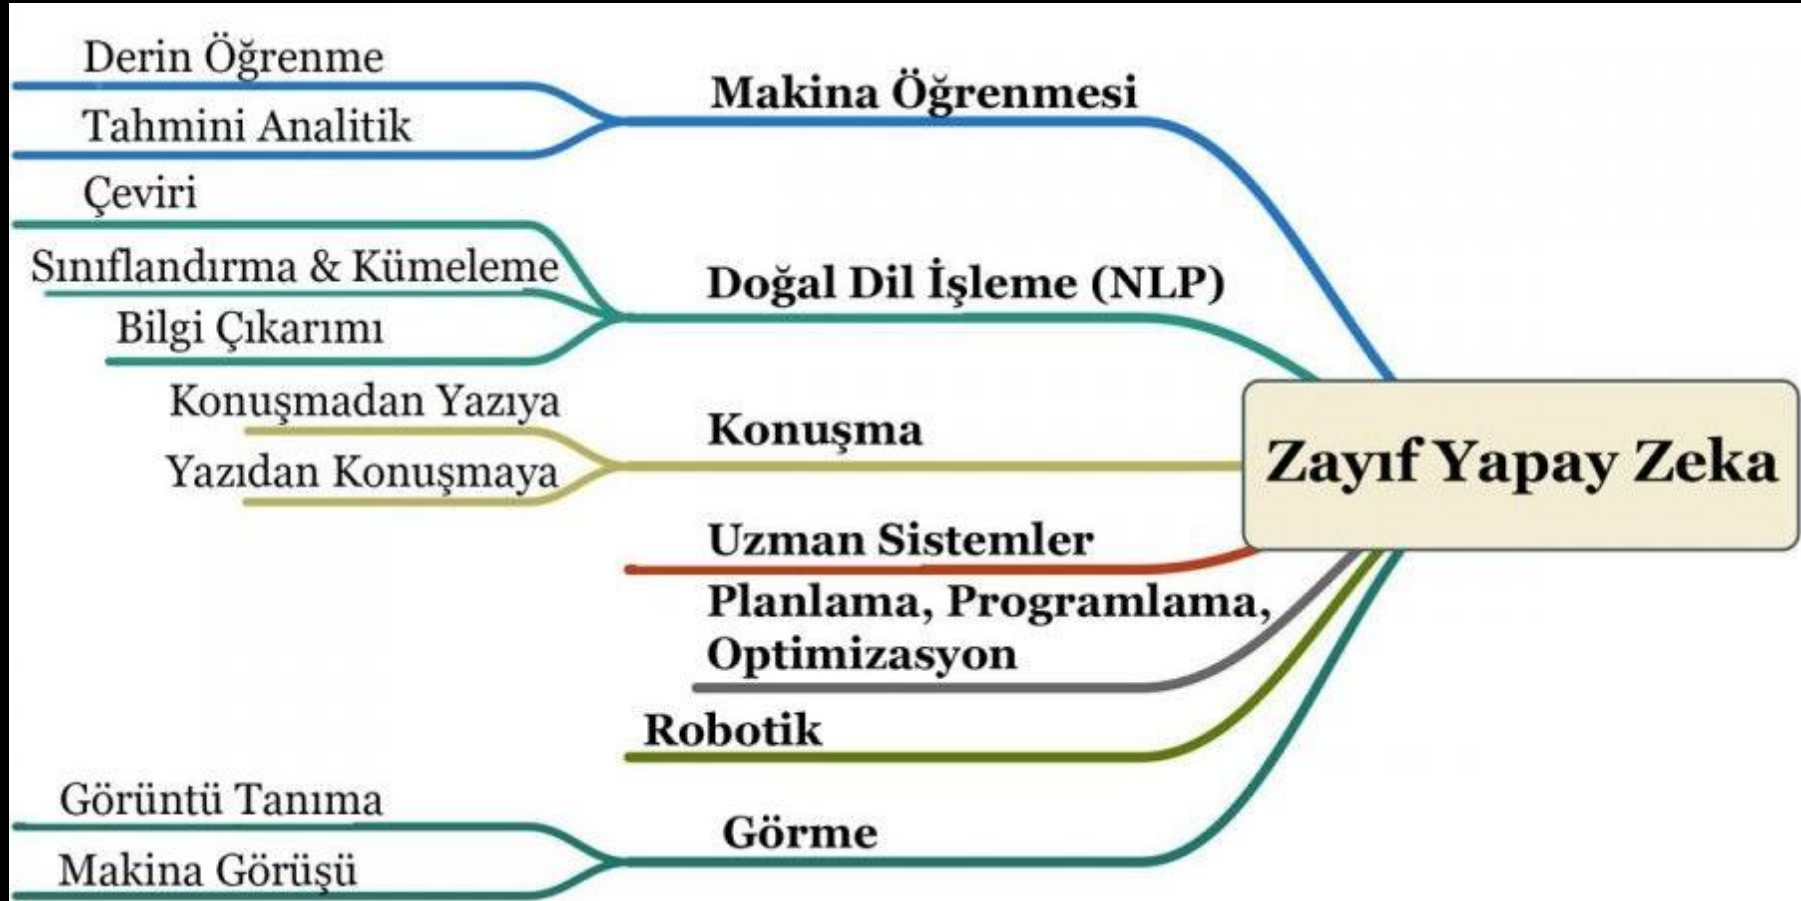 Derin Öğrenme
Tahmini Analitik
Makina Öğrenmesi
Çeviri
Sınıflandırma & Kümeleme
Bilgi Çıkarımı
Doğal Dil İşleme (NLP)
Konuşmadan Yazıya
Yazıdan Konuşmaya
Konuşma
Zayıf Yapay Zeka
Uzman Sistemler
Planlama, Programlama,
Optimizasyon
Robotik
Görüntü Tanıma
Makina Görüşü
Görme